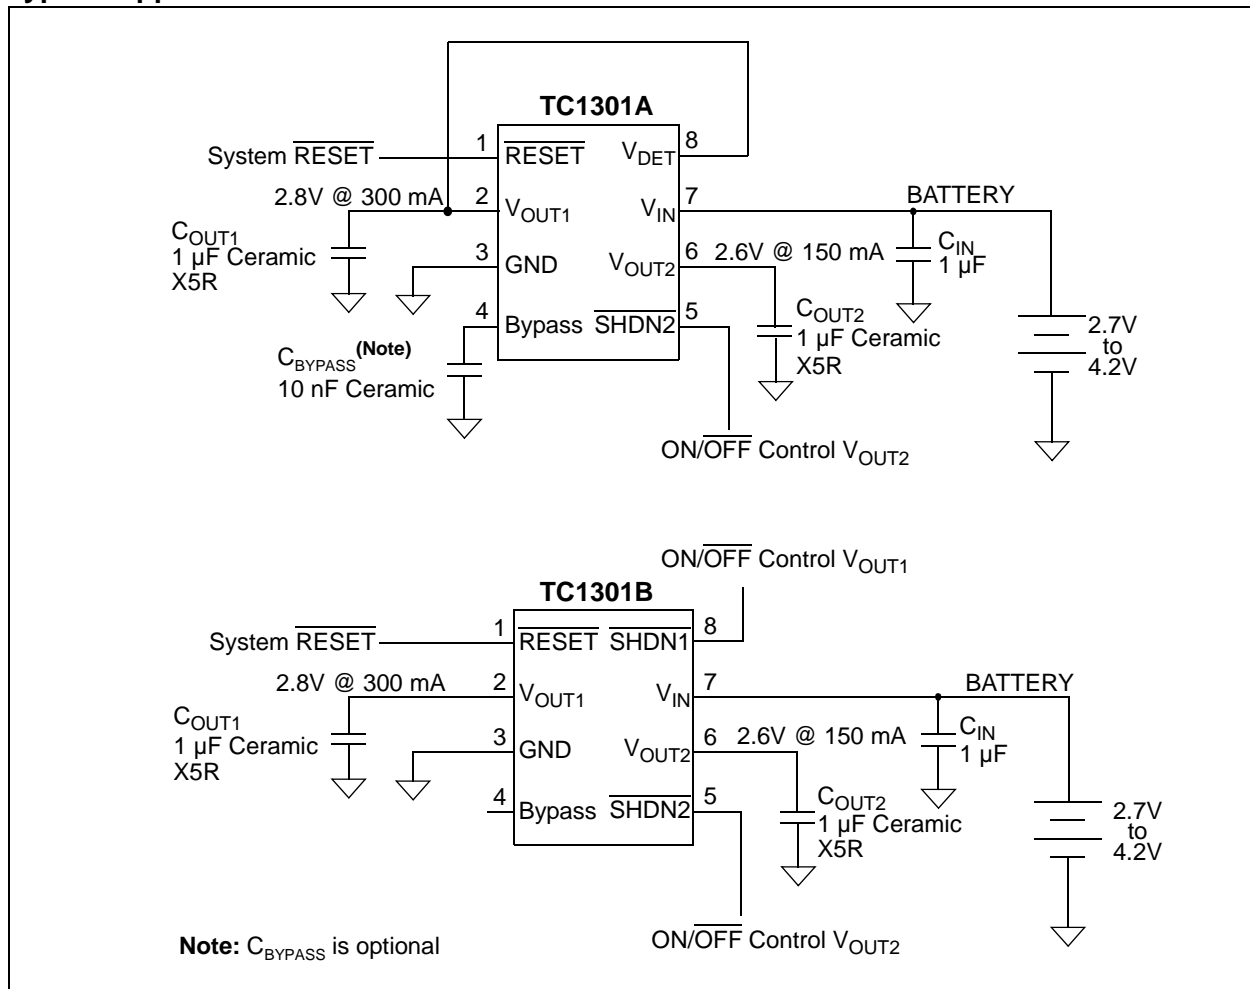 TC1301A
System RESET
1
RESET
VDET
8
2.8V @ 300 mA
2
VOUT1
VIN
7
BATTERY
COUT1
1 µF Ceramic
X5R
3
GND
VOUT2
6
2.6V @ 150 mA
CIN
1 µF
4
Bypass
SHDN2
5
COUT2
1 µF Ceramic
X5R
2.7V
to
4.2V
CBYPASS(Note)
10 nF Ceramic
ON/OFF Control VOUT2
ON/OFF Control VOUT1
TC1301B
System RESET
1
RESET
SHDN1
8
2.8V @ 300 mA
2
VOUT1
VIN
7
BATTERY
COUT1
1 µF Ceramic
X5R
3
GND
VOUT2
6
2.6V @ 150 mA
CIN
1 µF
4
Bypass
SHDN2
5
COUT2
1 µF Ceramic
X5R
2.7V
to
4.2V
Note: CBYPASS is optional
ON/OFF Control VOUT2